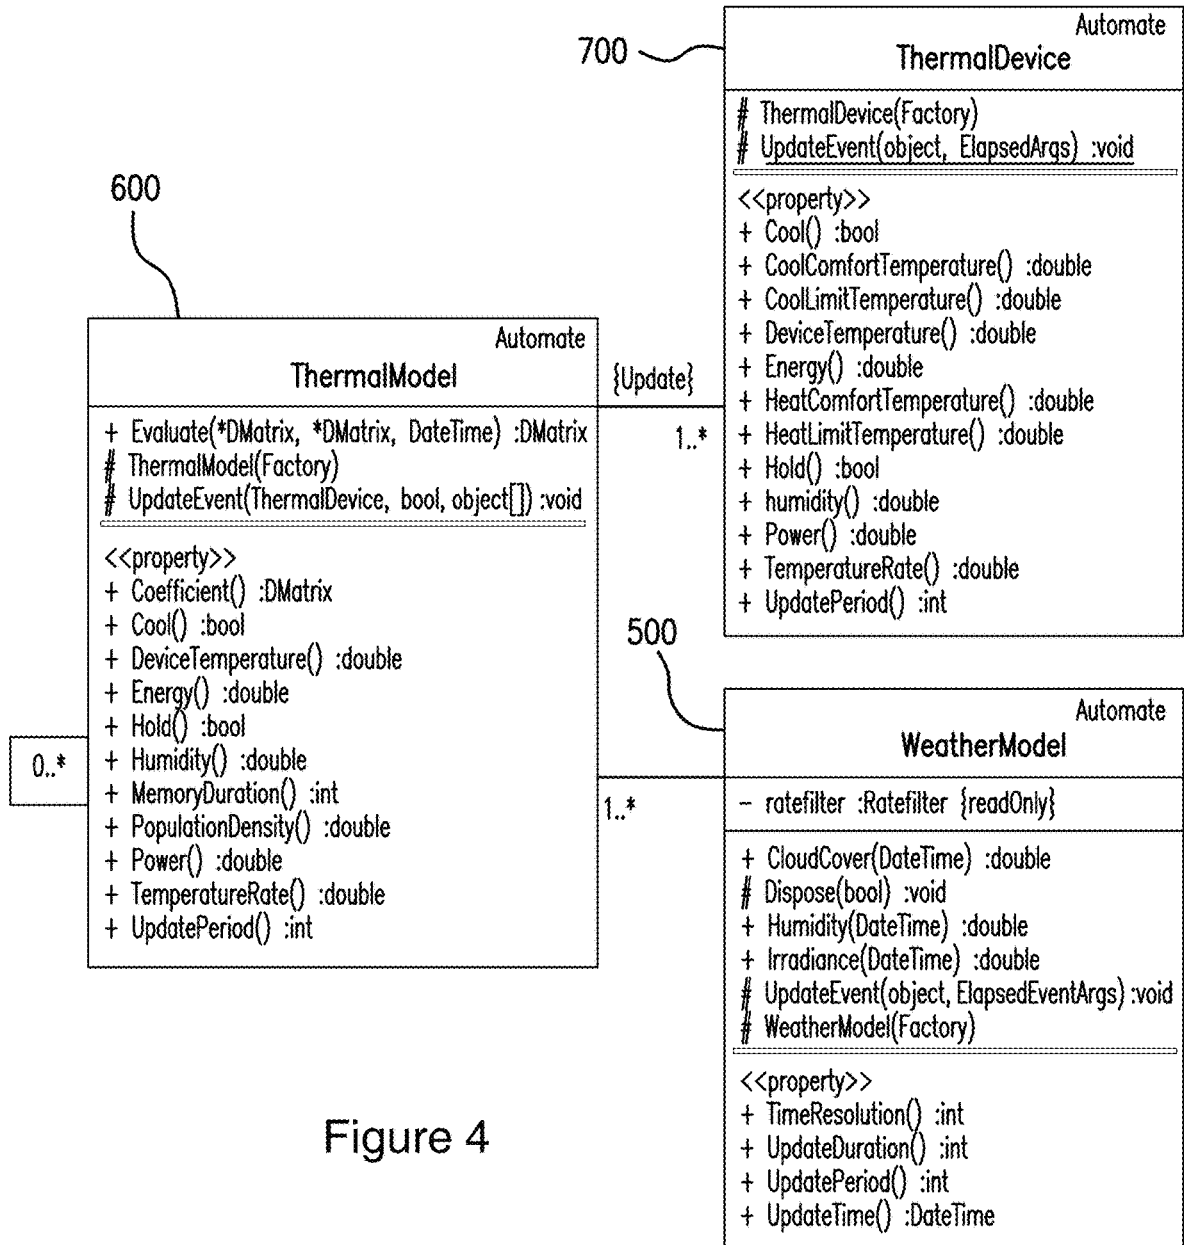 700
Automate
ThermalDevice
# ThermalDevice(Factory)
# UpdateEvent(object, ElapsedArgs) :void
<<property>>
+ Cool() :bool
+ CoolComfortTemperature() :double
+ CoolLimitTemperature() :double
+ DeviceTemperature() :double
+ Energy() :double
+ HeatComfortTemperature() :double
+ HeatLimitTemperature() :double
+ Hold() :bool
+ humidity() :double
+ Power() :double
+ TemperatureRate() :double
+ UpdatePeriod() :int
600
Automate
ThermalModel
+ Evaluate(*DMatrix, *DMatrix, DateTime) :DMatrix
# ThermalModel(Factory)
# UpdateEvent(ThermalDevice, bool, object[]) :void
<<property>>
+ Coefficient() :DMatrix
+ Cool() :bool
+ DeviceTemperature() :double
+ Energy() :double
+ Hold() :bool
+ Humidity() :double
+ MemoryDuration() :int
+ PopulationDensity() :double
+ Power() :double
+ TemperatureRate() :double
+ UpdatePeriod() :int
{Update}
1..*
0..*
1..*
500
Automate
WeatherModel
- ratefilter :Ratefilter {readOnly}
+ CloudCover(DateTime) :double
# Dispose(bool) :void
+ Humidity(DateTime) :double
+ Irradiance(DateTime) :double
# UpdateEvent(object, ElapsedEventArgs) :void
# WeatherModel(Factory)
<<property>>
+ TimeResolution() :int
+ UpdateDuration() :int
+ UpdatePeriod() :int
+ UpdateTime() :DateTime
Figure 4